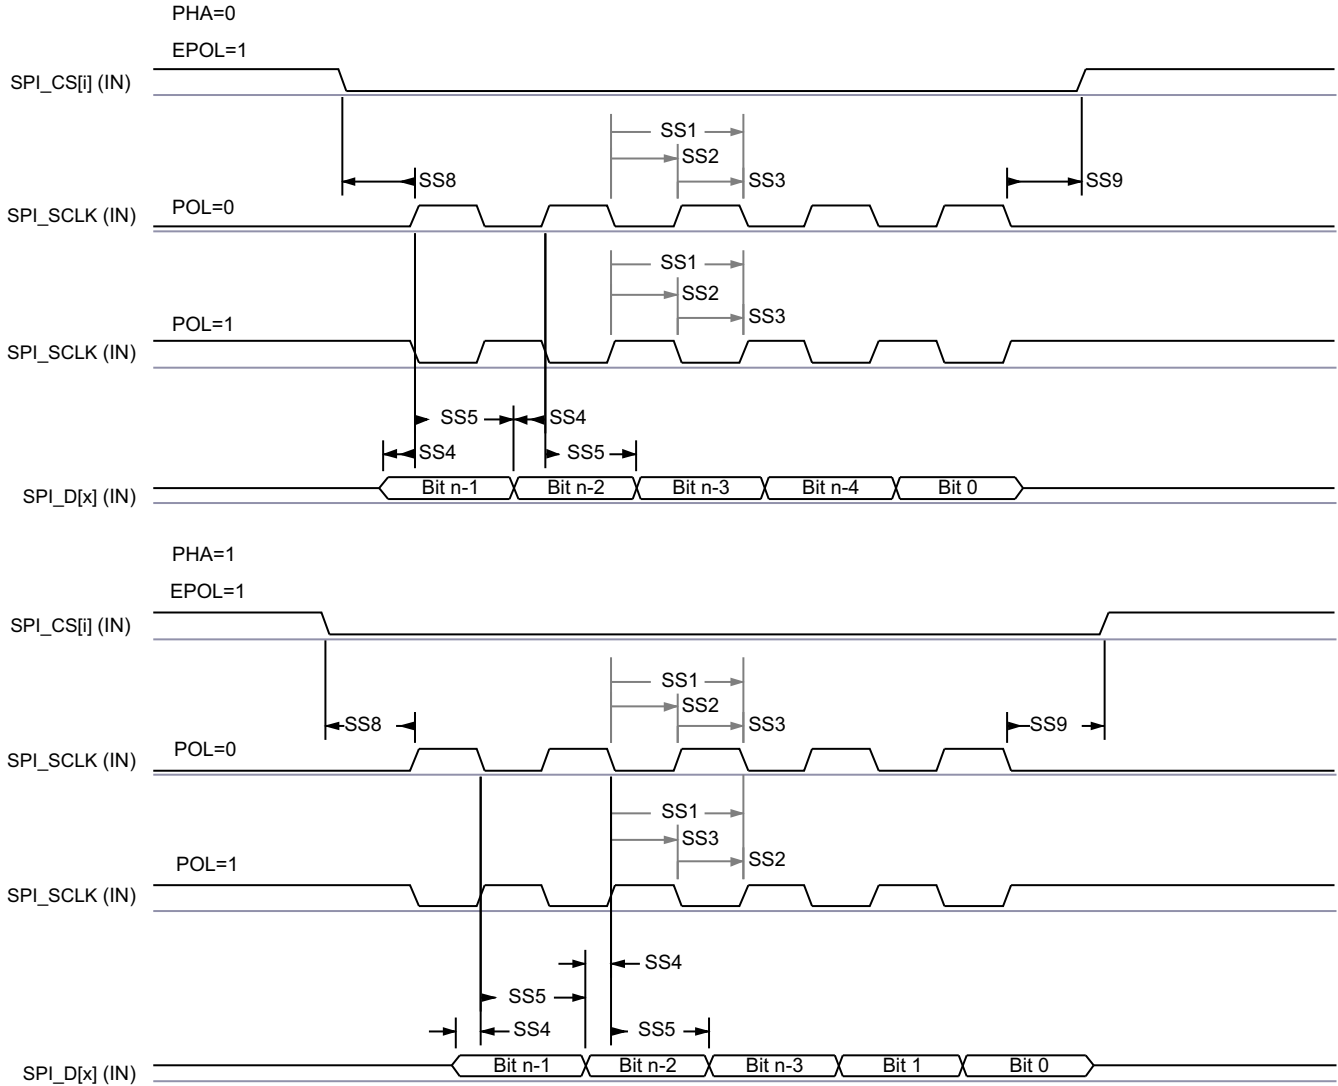 PHA=0
EPOL=1
SPI_CS[i] (IN)
SS1
SS2
SS8
SS3
SS9
POL=0
SPI_SCLK (IN)
SS1
SS2
SS3
POL=1
SPI_SCLK (IN)
SS5
SS4
SS4
SS5
SPI_D[x] (IN)
Bit n-1
Bit n-2
Bit n-3
Bit n-4
Bit 0
PHA=1
EPOL=1
SPI_CS[i] (IN)
SS1
SS2
SS8
SS3
SS9
POL=0
SPI_SCLK (IN)
SS1
SS3
SS2
POL=1
SPI_SCLK (IN)
SS4
SS5
SS4
SS5
SPI_D[x] (IN)
Bit n-1
Bit n-2
Bit n-3
Bit 1
Bit 0